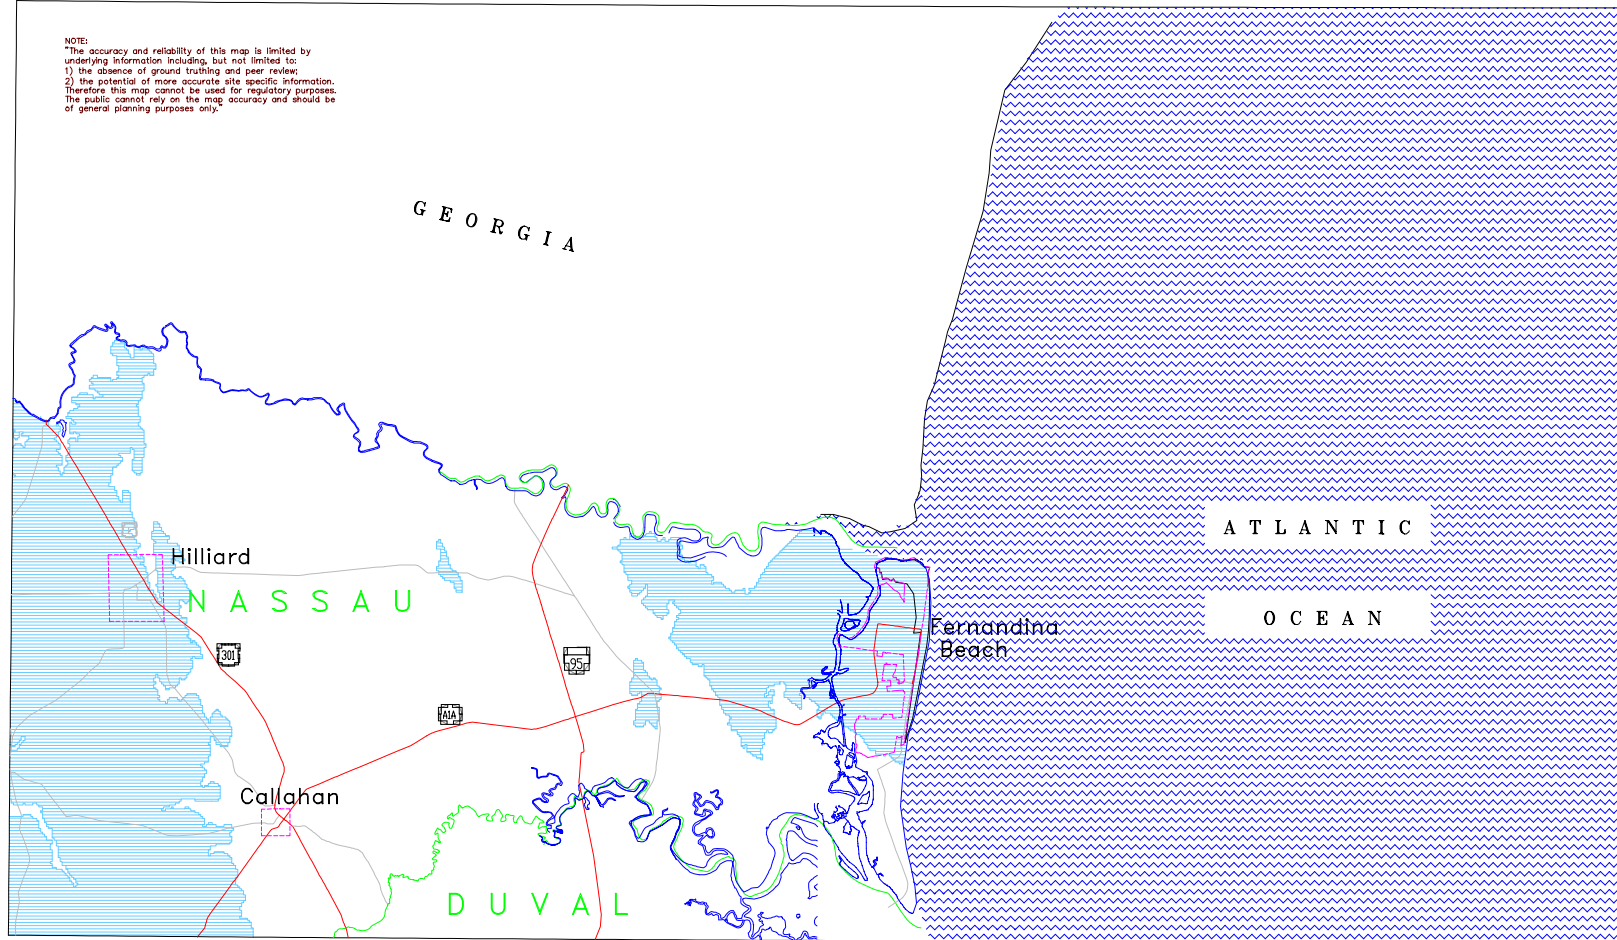 NOTE:
"The accuracy and reliability of this map is limited by
underlying information including, but not limited to:
1) the absence of ground truthing and peer review;
2) the potential of more accurate site specific information.
Therefore this map cannot be used for regulatory purposes.
The public cannot rely on the map accuracy and should be
of general planning purposes only."
GEORGIA
ATLANTIC
OCEAN
Hilliard
NASSAU
Fernandina
Beach
301
95
A1A
Callahan
DUVAL